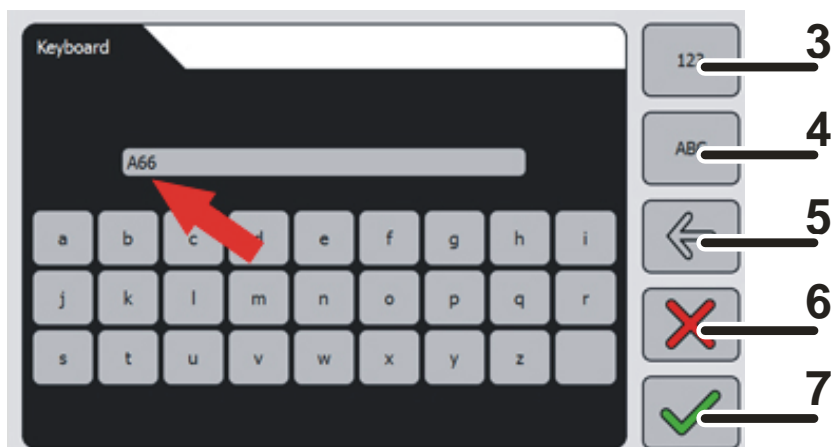 Keyboard
123
3
ABC
4
A66
5
a b c d e f g h i
6
j k l m n o p q r
s t u v w x y z
7